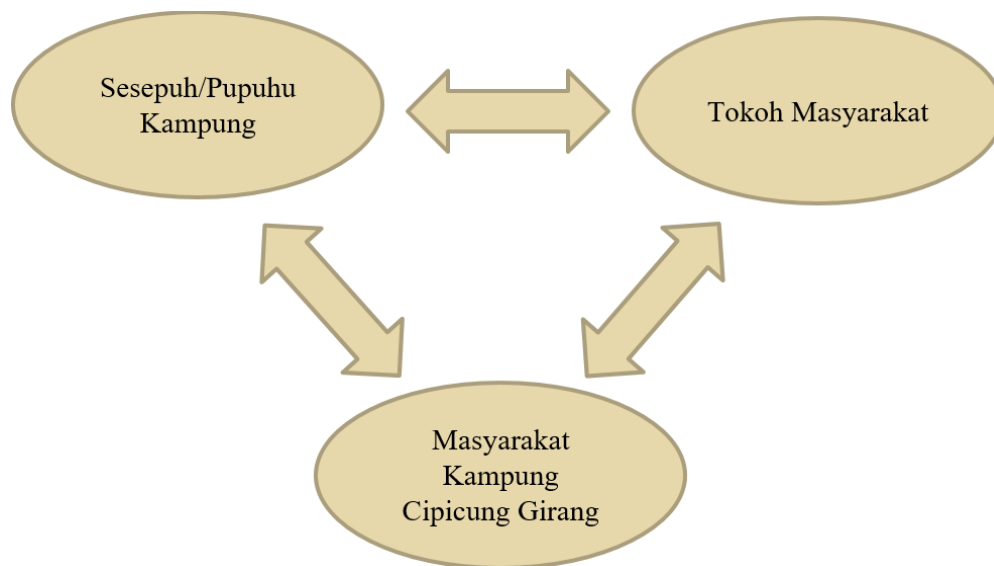 Sesepuh/Pupuhu
Kampung
Tokoh Masyarakat
Masyarakat
Kampung
Cipicung Girang